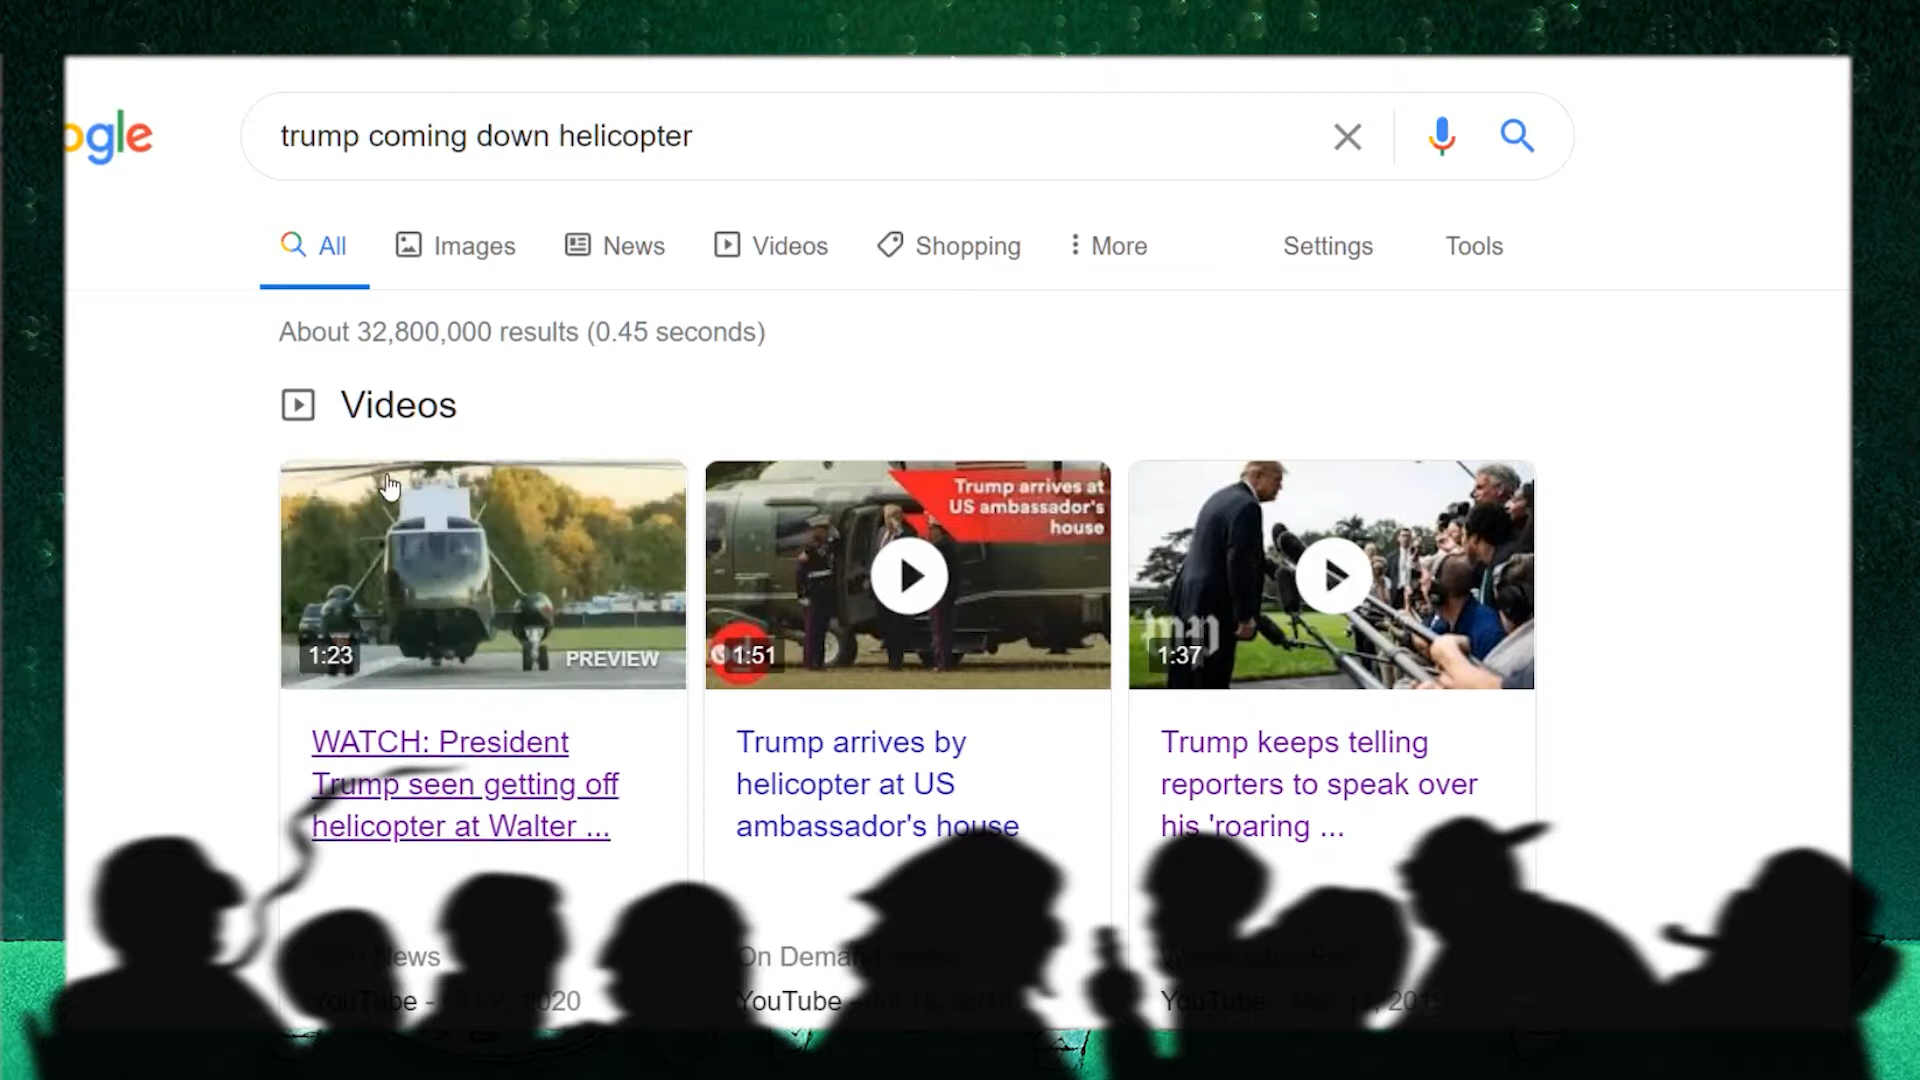 ogle
trump coming down helicopter
All Images News Videos Shopping More Settings Tools
About 32,800,000 results (0.45 seconds)
Videos
1:23
PREVIEW
Trump arrives at
US ambassador's
house
1:51
1:37
WATCH: President
Trump seen getting off
helicopter at Walter ...
Trump arrives by
helicopter at US
ambassador's house
Trump keeps telling
reporters to speak over
his 'roaring ...
News
On Demand
YouTube - 2020
YouTube
YouTube